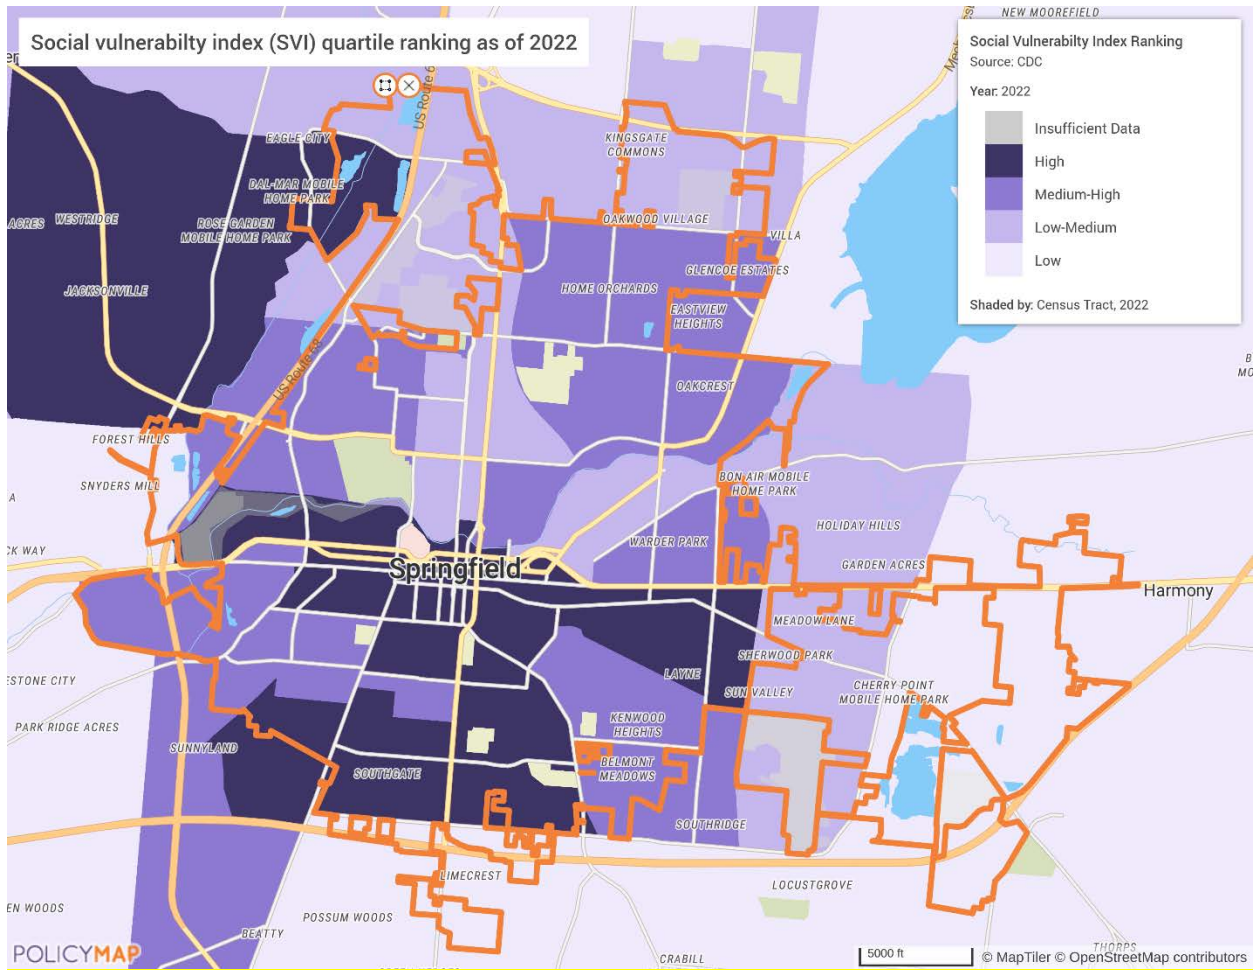 Social vulnerabilty index (SVI) quartile ranking as of 2022
NEW MOOREFIELD
Social Vulnerabilty Index Ranking
Source: CDC
Year: 2022
Insufficient Data
High
Medium-High
Low-Medium
Low
Shaded by: Census Tract, 2022
US Route 6
EAGLE CITY
KINGSGATE
COMMONS
DAL-MAR MOBILE
HOME PARK
ACRES
WESTRIDGE
ROSE GARDEN
MOBILE HOME PARK
OAKWOOD VILLAGE
VILLA
GLENCOE ESTATES
JACKSONVILLE
HOME ORCHARDS
EASTVIEW
HEIGHTS
US Route 68
OAKCREST
B
MO
FOREST HILLS
SNYDERS MILL
A
BON AIR MOBILE
HOME PARK
HOLIDAY HILLS
CK WAY
WARDER PARK
GARDEN ACRES
Springfield
Harmony
MEADOW LANE
SHERWOOD PARK
LAYNE
SUN VALLEY
CHERRY POINT
MOBILE HOME PARK
ESTONE CITY
PARK RIDGE ACRES
KENWOOD
HEIGHTS
SUNNYLAND
SOUTHGATE
BELMONT
MEADOWS
SOUTHRIDGE
LIMECREST
LOCUSTGROVE
EN WOODS
POSSUM WOODS
BEATTY
THORPS
CRABILL
POLICYMAP
5000 ft
© MapTiler © OpenStreetMap contributors